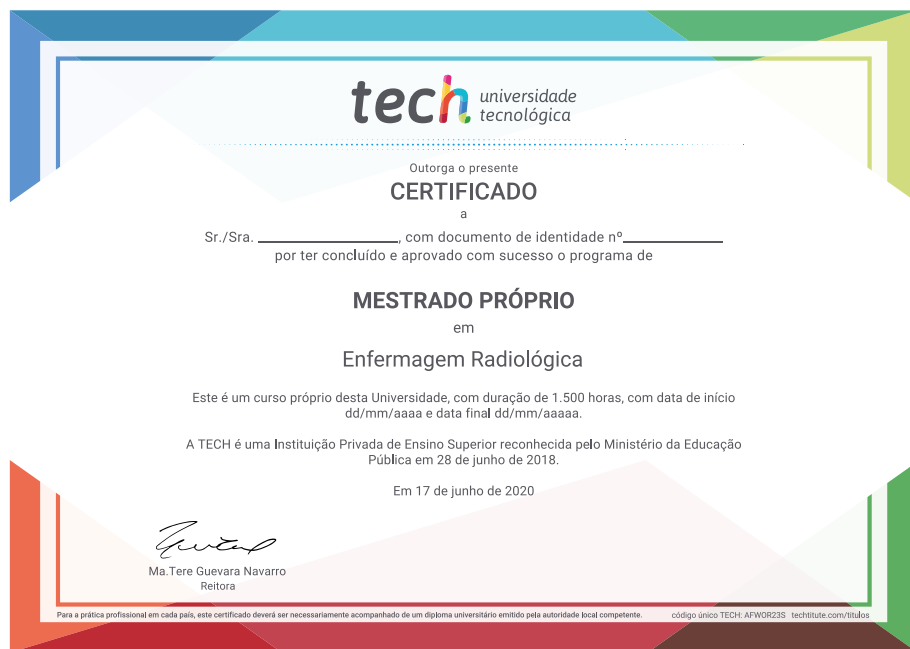 tech universidade
tecnológica
Outorga o presente
CERTIFICADO
a
Sr./Sra. ____________, com documento de identidade nº____________
por ter concluído e aprovado com sucesso o programa de
MESTRADO PRÓPRIO
em
Enfermagem Radiológica
Este é um curso próprio desta Universidade, com duração de 1.500 horas, com data de início
dd/mm/aaaa e data final dd/mm/aaaaa.
A TECH é uma Instituição Privada de Ensino Superior reconhecida pelo Ministério da Educação
Pública em 28 de junho de 2018.
Em 17 de junho de 2020
Ma.Tere Guevara Navarro
Reitora
Para a prática profissional em cada país, este certificado deverá ser necessariamente acompanhado de um diploma universitário emitido pela autoridade local competente. código único TECH: AFWOR23S techtitute.com/titulos